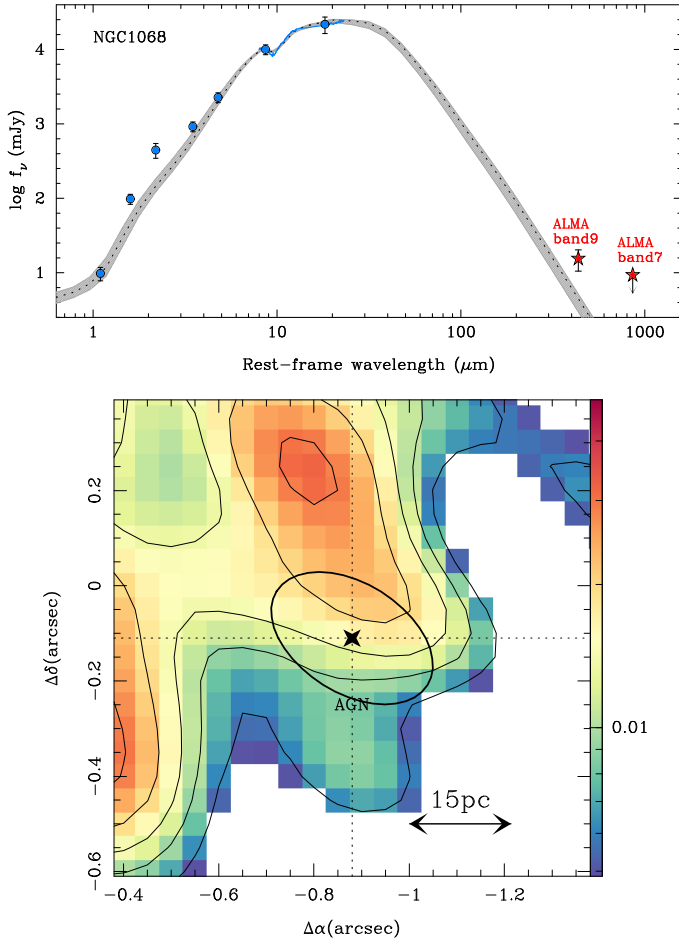 NGC1068
log fν (mJy)
4
3
2
1
ALMA
band9
ALMA
band7
1
10
100
1000
Rest-frame wavelength (μm)
Δδ(arcsec)
0.2
0
−0.2
−0.4
−0.6
AGN
15pc
0.01
−0.4
−0.6
−0.8
−1
−1.2
Δα(arcsec)